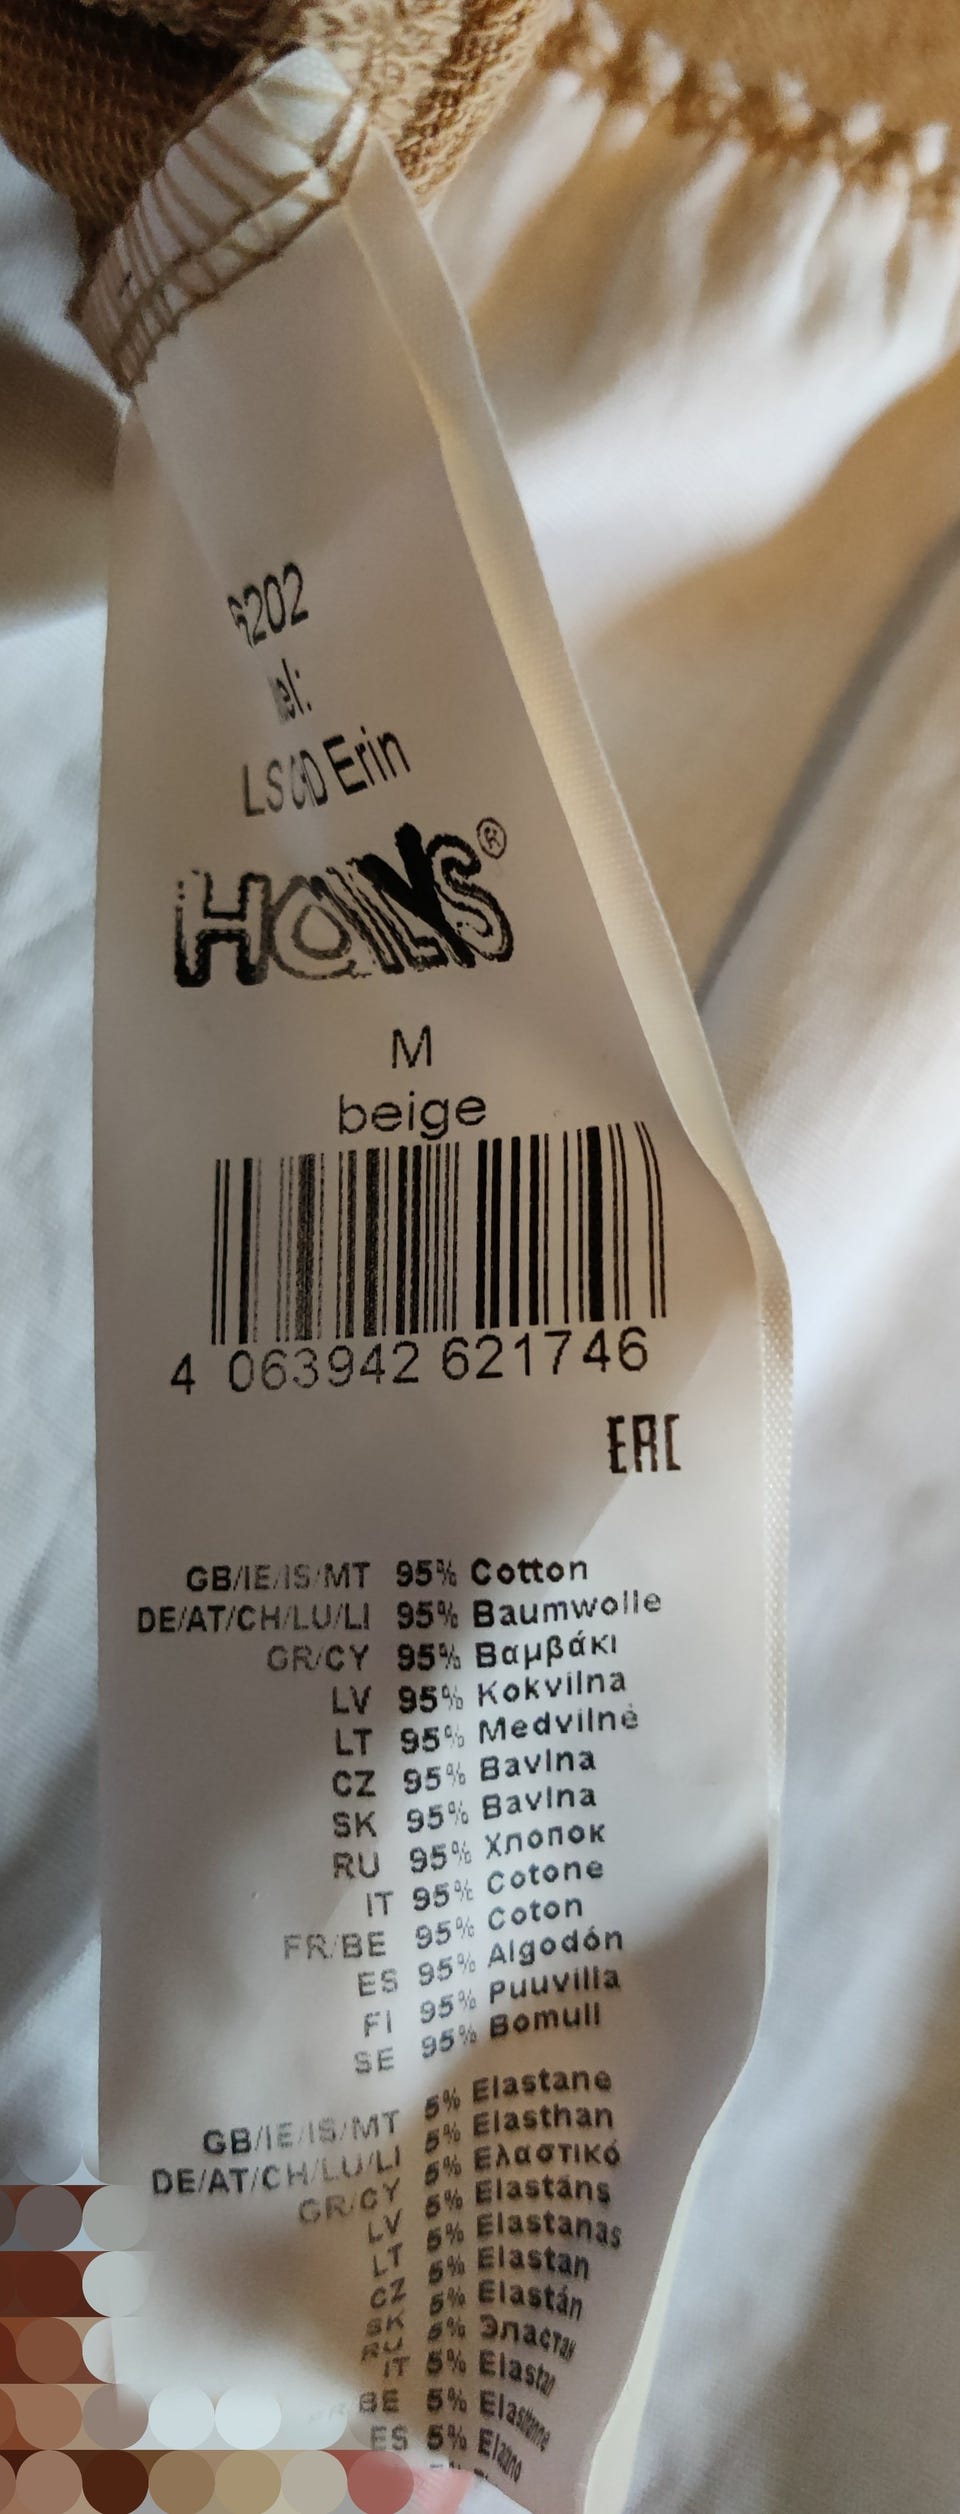 6202
el:
LS OD Erin
HaILYS®
M
beige
4 063942 621746
EAC
GB/IE/IS/MT 95% Cotton
DE/AT/CH/LU/LI 95% Baumwolle
GR/CY 95% Βαμβάκι
LV 95% Kokvilna
LT 95% Medvilnė
CZ 95% Bavlna
SK 95% Bavlna
RU 95% Хлопок
IT 95% Cotone
FR/BE 95% Coton
ES 95% Algodón
FI 95% Puuvilla
SE 95% Bomull
GB/IE/IS/MT 5% Elastane
DE/AT/CH/LU/LI 5% Elasthan
GR/CY 5% Ελαστικό
LV 5% Elastāns
LT 5% Elastanas
CZ 5% Elastan
SK 5% Elastán
RU 5% Эластан
IT 5% Elastan
FR/BE 5% Elasthanne
ES 5%